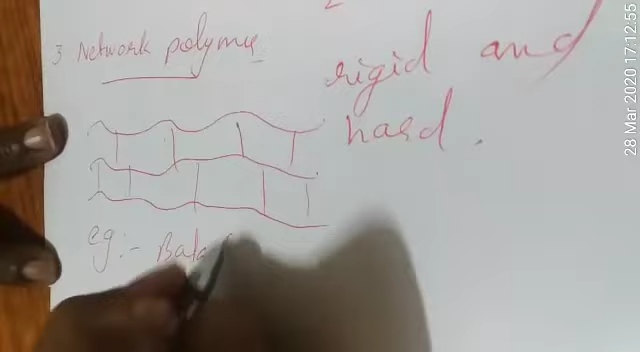 3 Network polymer
rigid and
hard.
eg:- Bak
28 Mar 2020 17:12:55